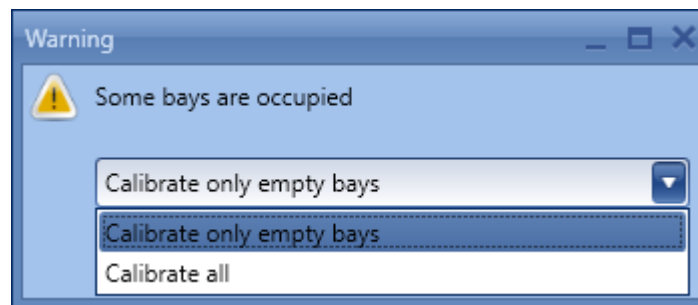 Warning
Some bays are occupied
Calibrate only empty bays
Calibrate only empty bays
Calibrate all